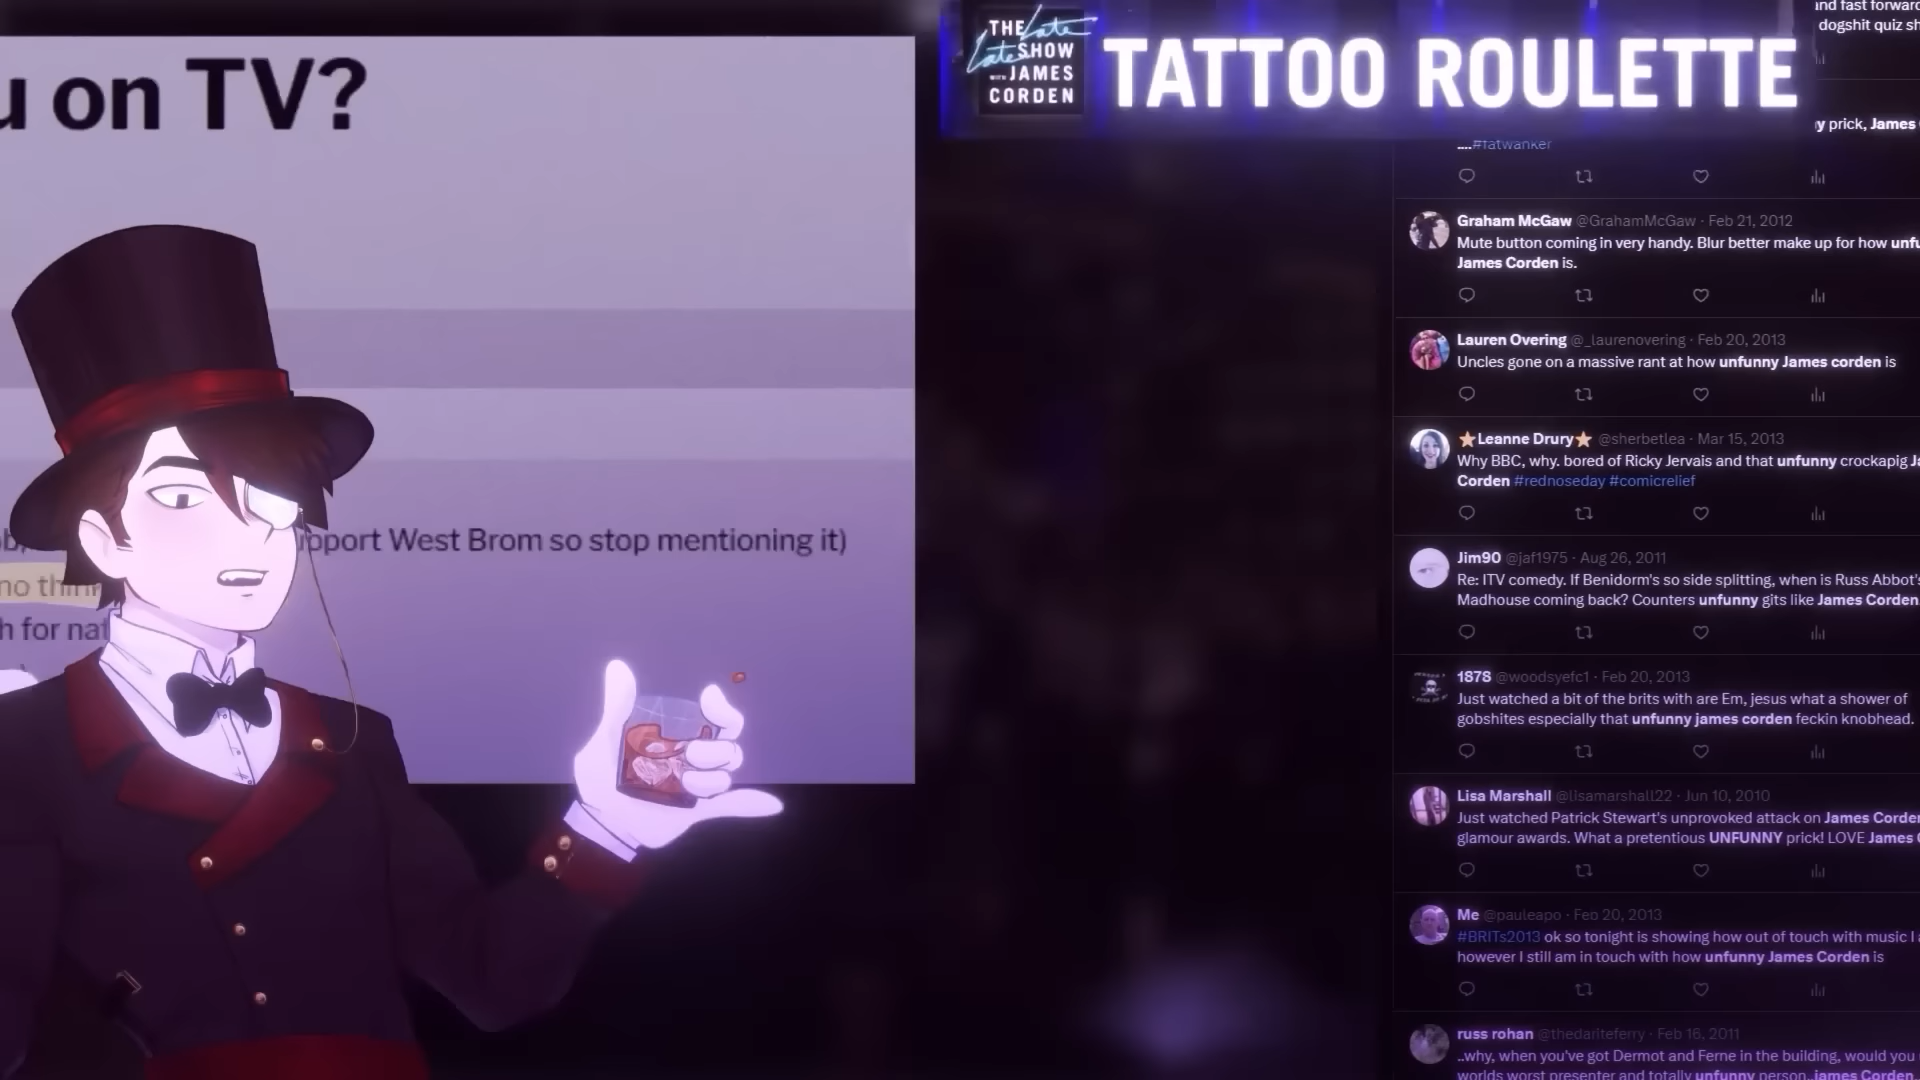 u on TV?
pport West Brom so stop mentioning it)
no thin
h for nat
THE Late
Late SHOW
WITH JAMES
CORDEN
TATTOO ROULETTE
and fast forward
dogshit quiz sh
y prick, James
....#fatwanker
Graham McGaw @GrahamMcGaw · Feb 21, 2012
Mute button coming in very handy. Blur better make up for how unfu
James Corden is.
Lauren Overing @_laurenovering · Feb 20, 2013
Uncles gone on a massive rant at how unfunny James corden is
⭐Leanne Drury⭐ @sherbetlea · Mar 15, 2013
Why BBC, why. bored of Ricky Jervais and that unfunny crockapig Ja
Corden #rednoseday #comicrelief
Jim90 @jaf1975 · Aug 26, 2011
Re: ITV comedy. If Benidorm's so side splitting, when is Russ Abbot's
Madhouse coming back? Counters unfunny gits like James Corden.
1878 @woodsyefc1 · Feb 20, 2013
Just watched a bit of the brits with are Em, jesus what a shower of
gobshites especially that unfunny james corden feckin knobhead.
Lisa Marshall @lisamarshall22 · Jun 10, 2010
Just watched Patrick Stewart's unprovoked attack on James Corden
glamour awards. What a pretentious UNFUNNY prick! LOVE James C
Me @pauleapo · Feb 20, 2013
#BRITs2013 ok so tonight is showing how out of touch with music I a
however I still am in touch with how unfunny James Corden is
russ rohan @thedariteferry · Feb 16, 2011
..why, when you've got Dermot and Ferne in the building, would you
worlds worst presenter and totally unfunny person..james Corden